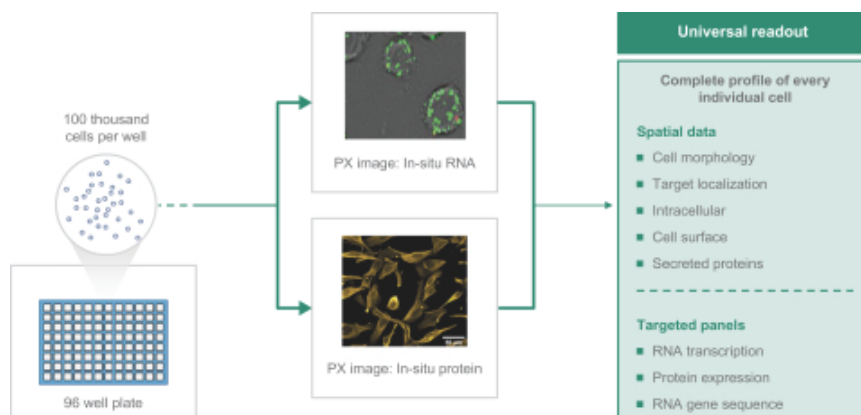 100 thousand
cells per well
96 well plate
PX image: In-situ RNA
PX image: In-situ protein
Universal readout
Complete profile of every
individual cell
Spatial data
Cell morphology
Target localization
Intracellular
Cell surface
Secreted proteins
Targeted panels
RNA transcription
Protein expression
RNA gene sequence